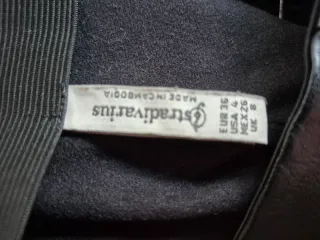 stradivarius
MADE IN CAMBODIA
EUR 36
USA 4
MEX 26
UK 8